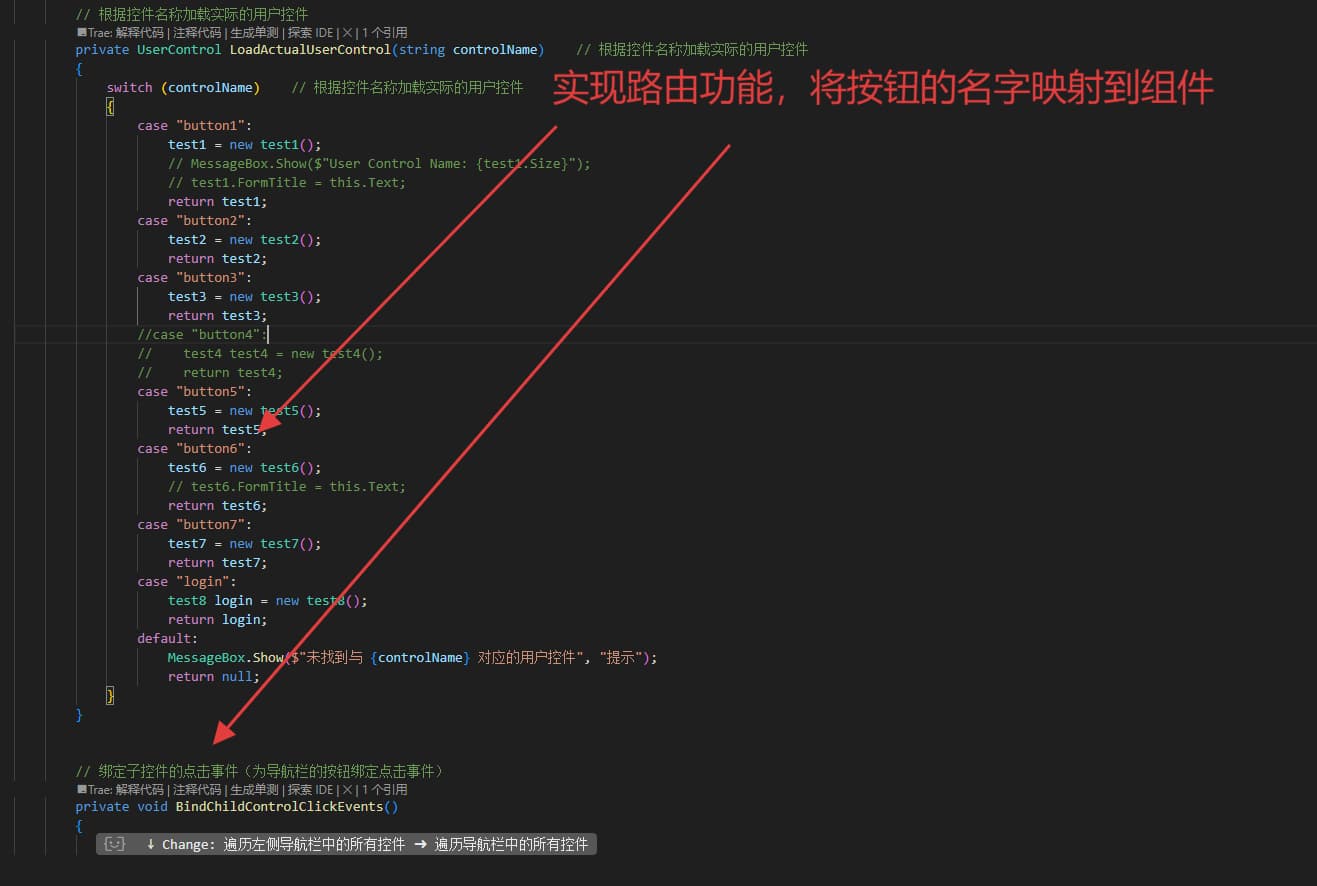 // 根据控件名称加载实际的用户控件
Trae: 解释代码 | 注释代码 | 生成单测 | 探索 IDE | X | 1 个引用
private UserControl LoadActualUserControl(string controlName)    // 根据控件名称加载实际的用户控件
{
switch (controlName)    // 根据控件名称加载实际的用户控件
实现路由功能，将按钮的名字映射到组件
{
case "button1":
test1 = new test1();
// MessageBox.Show($"User Control Name: {test1.Size}");
// test1.FormTitle = this.Text;
return test1;
case "button2":
test2 = new test2();
return test2;
case "button3":
test3 = new test3();
return test3;
//case "button4":
//    test4 test4 = new test4();
//    return test4;
case "button5":
test5 = new test5();
return test5;
case "button6":
test6 = new test6();
// test6.FormTitle = this.Text;
return test6;
case "button7":
test7 = new test7();
return test7;
case "login":
test8 login = new test8();
return login;
default:
MessageBox.Show($"未找到与 {controlName} 对应的用户控件", "提示");
return null;
}
}
// 绑定子控件的点击事件（为导航栏的按钮绑定点击事件）
Trae: 解释代码 | 注释代码 | 生成单测 | 探索 IDE | X | 1 个引用
private void BindChildControlClickEvents()
{
↓ Change: 遍历左侧导航栏中的所有控件 → 遍历导航栏中的所有控件